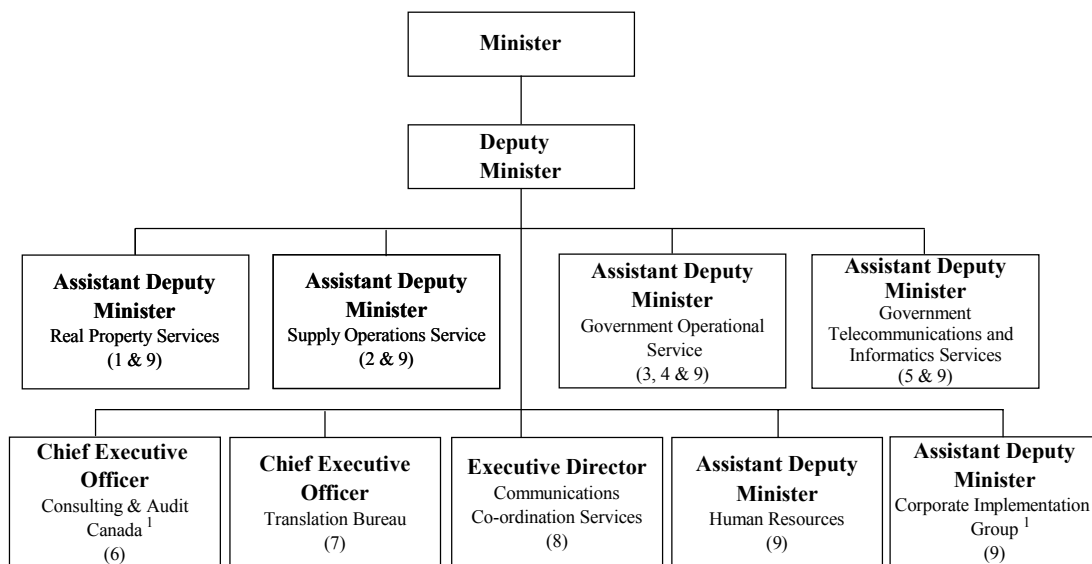 Minister
Deputy
Minister
Assistant Deputy
Minister
Real Property Services
(1 & 9)
Assistant Deputy
Minister
Supply Operations Service
(2 & 9)
Assistant Deputy
Minister
Government Operational
Service
(3, 4 & 9)
Assistant Deputy
Minister
Government
Telecommunications and
Informatics Services
(5 & 9)
Chief Executive
Officer
Consulting & Audit
Canada 1
(6)
Chief Executive
Officer
Translation Bureau
(7)
Executive Director
Communications
Co-ordination Services
(8)
Assistant Deputy
Minister
Human Resources
(9)
Assistant Deputy
Minister
Corporate Implementation
Group 1
(9)